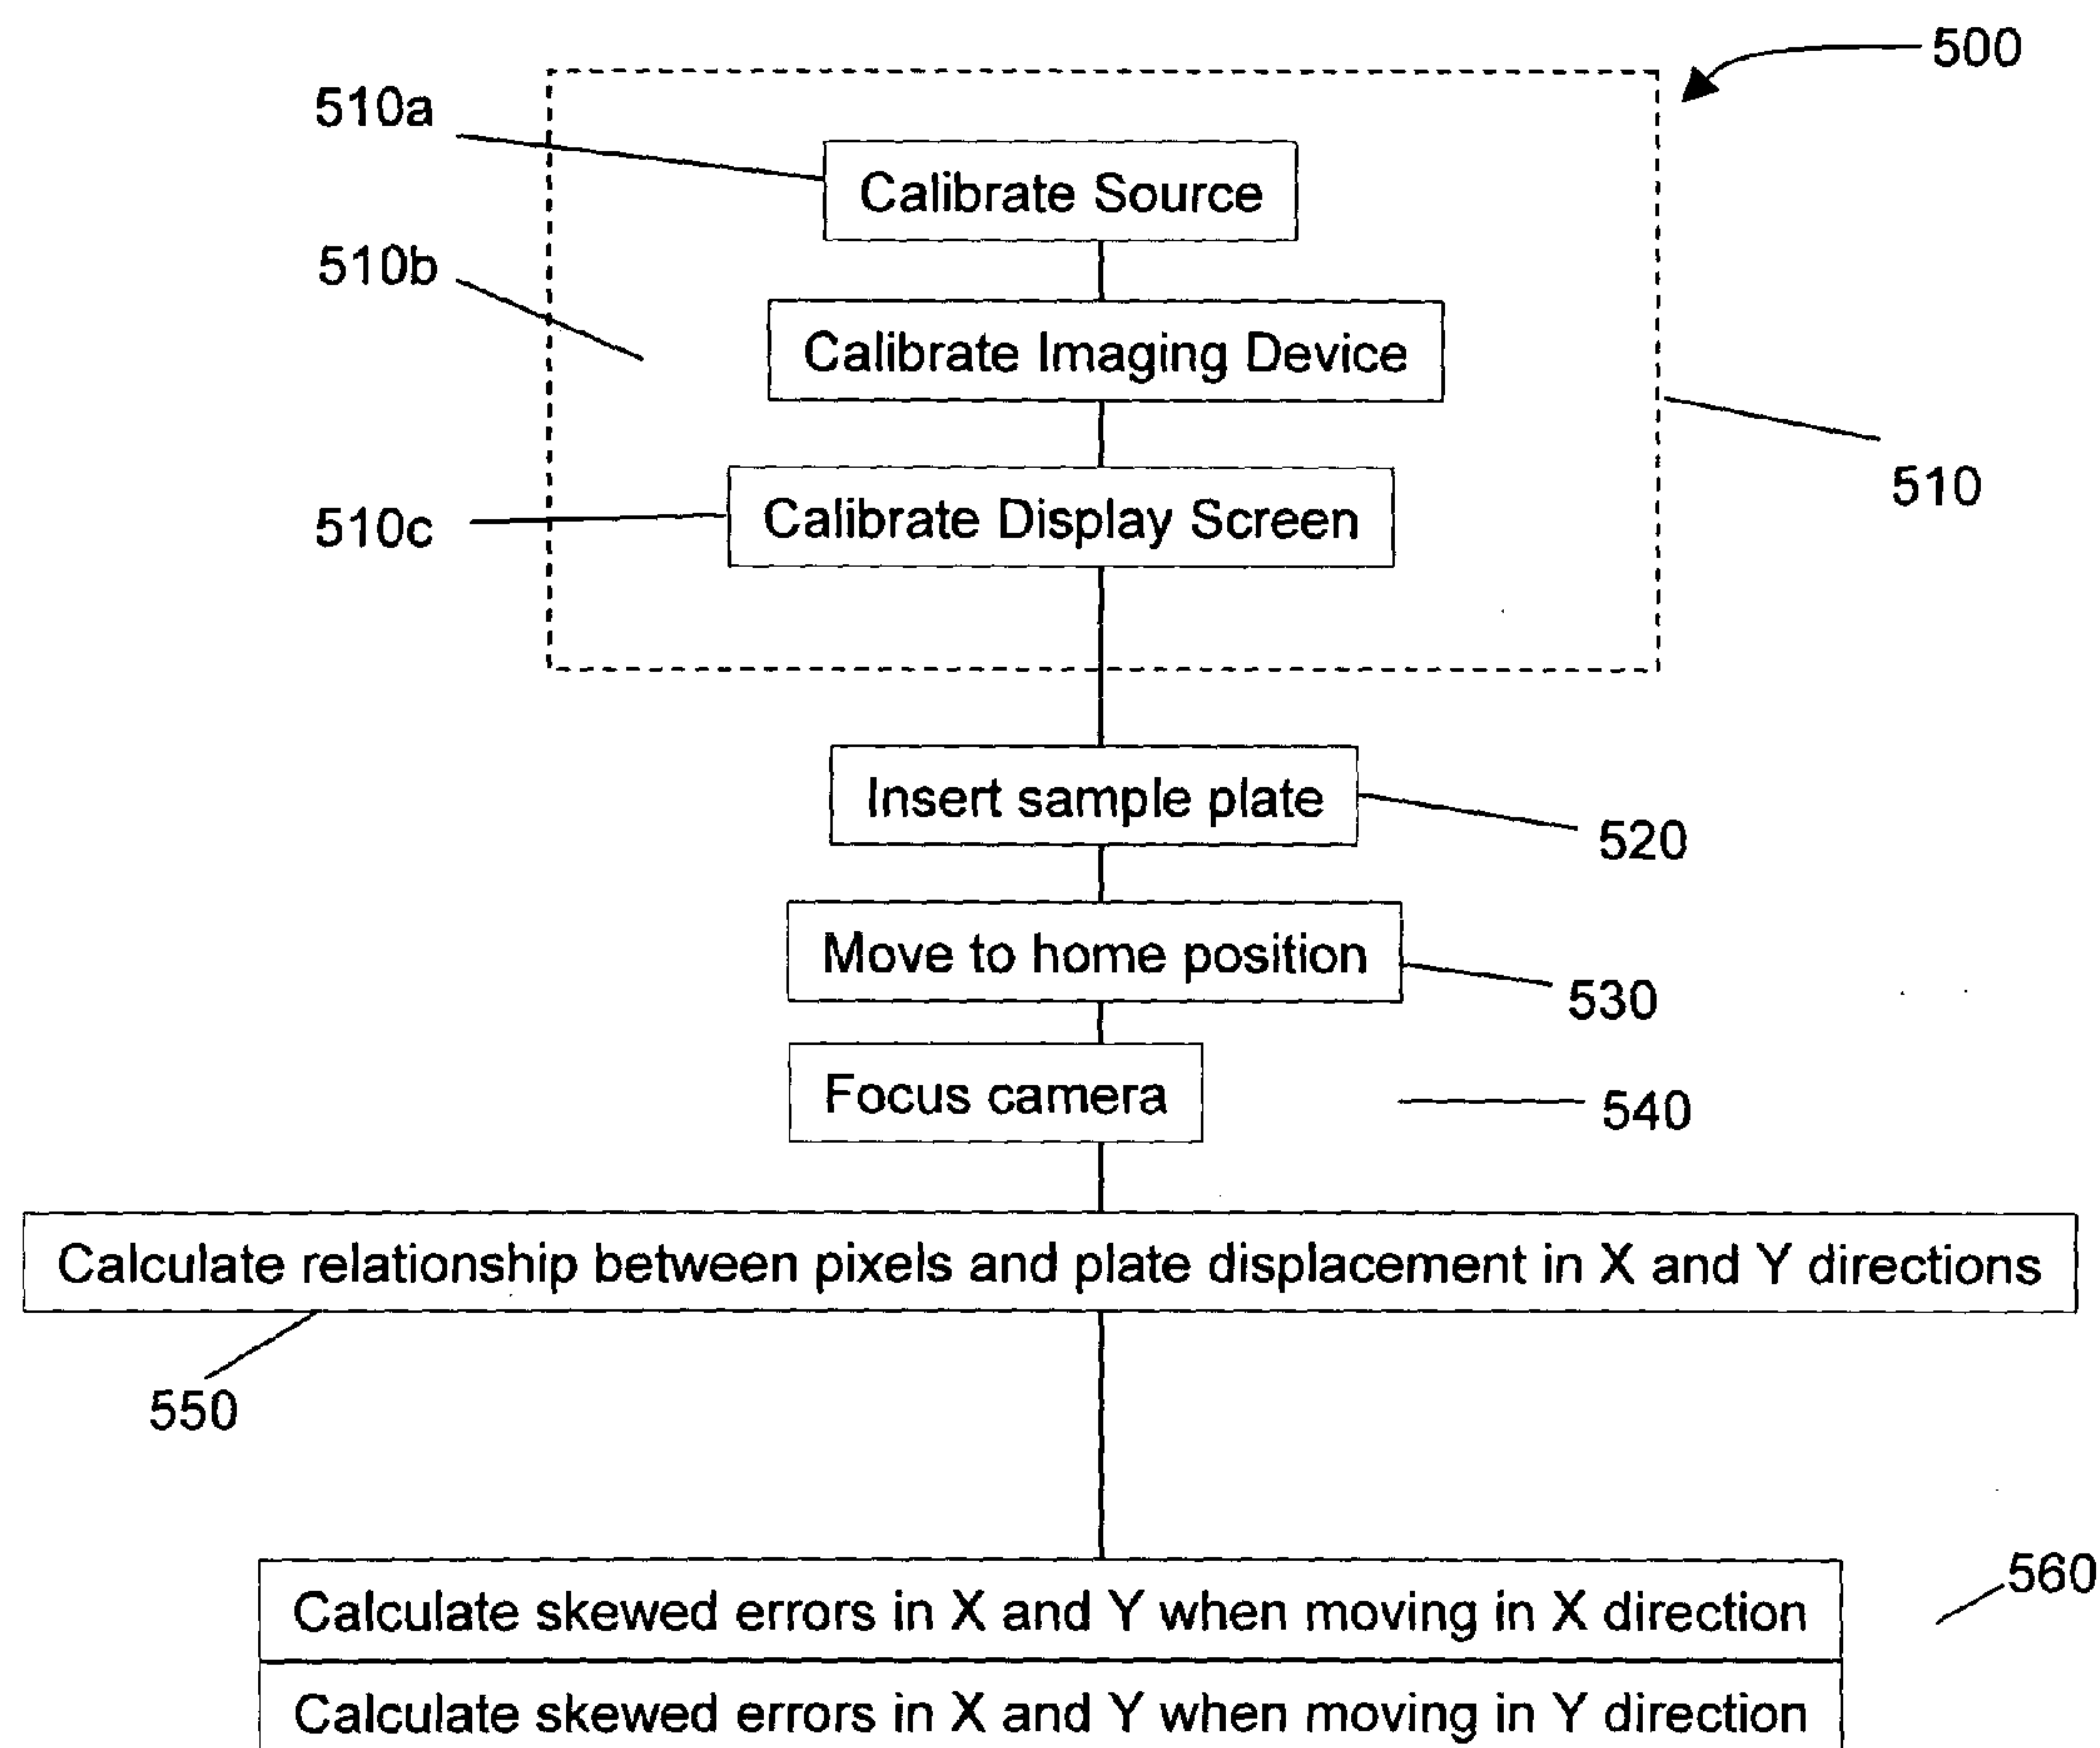 500
510a
Calibrate Source
510b
Calibrate Imaging Device
510
510c
Calibrate Display Screen
Insert sample plate
520
Move to home position
530
Focus camera
540
Calculate relationship between pixels and plate displacement in X and Y directions
550
560
Calculate skewed errors in X and Y when moving in X direction
Calculate skewed errors in X and Y when moving in Y direction